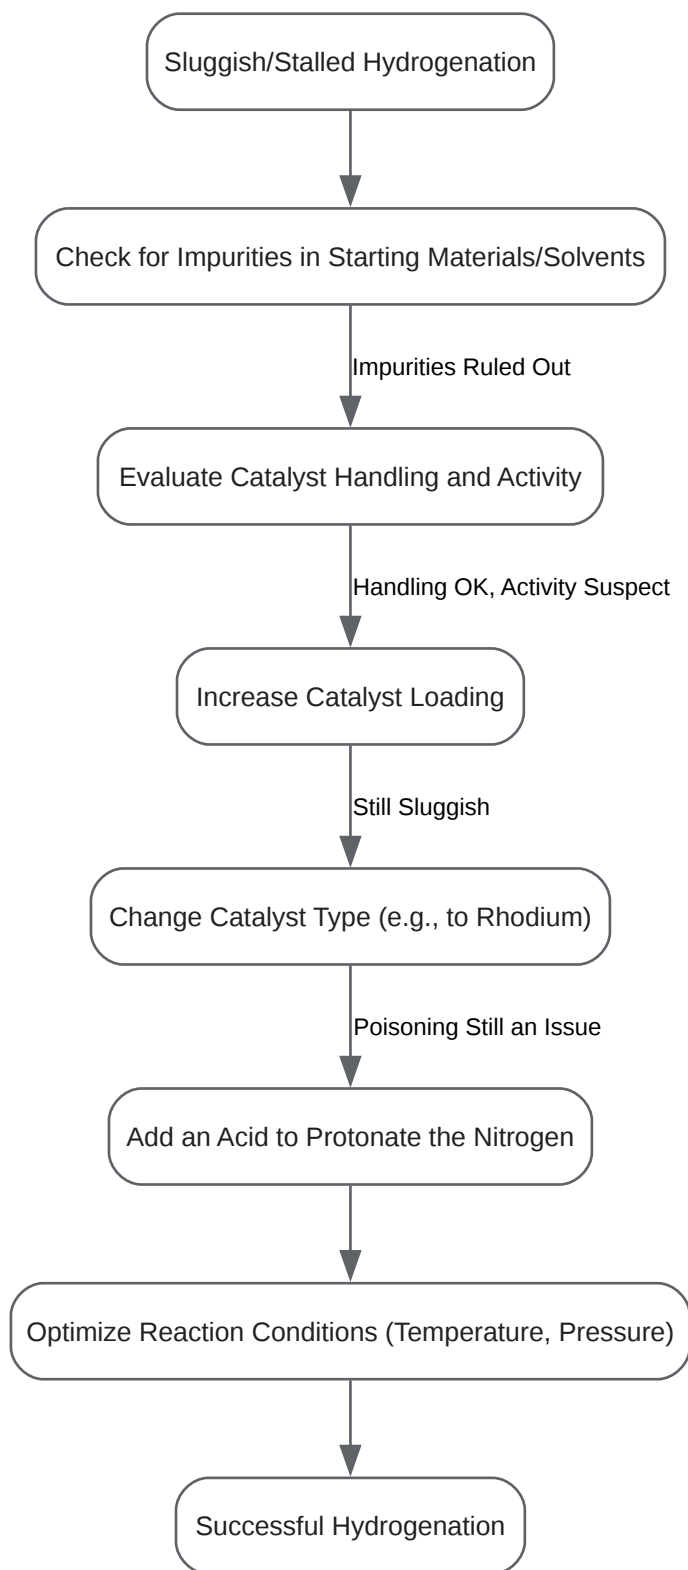 Sluggish/Stalled Hydrogenation
Check for Impurities in Starting Materials/Solvents
Impurities Ruled Out
Evaluate Catalyst Handling and Activity
Handling OK, Activity Suspect
Increase Catalyst Loading
Still Sluggish
Change Catalyst Type (e.g., to Rhodium)
Poisoning Still an Issue
Add an Acid to Protonate the Nitrogen
Optimize Reaction Conditions (Temperature, Pressure)
Successful Hydrogenation